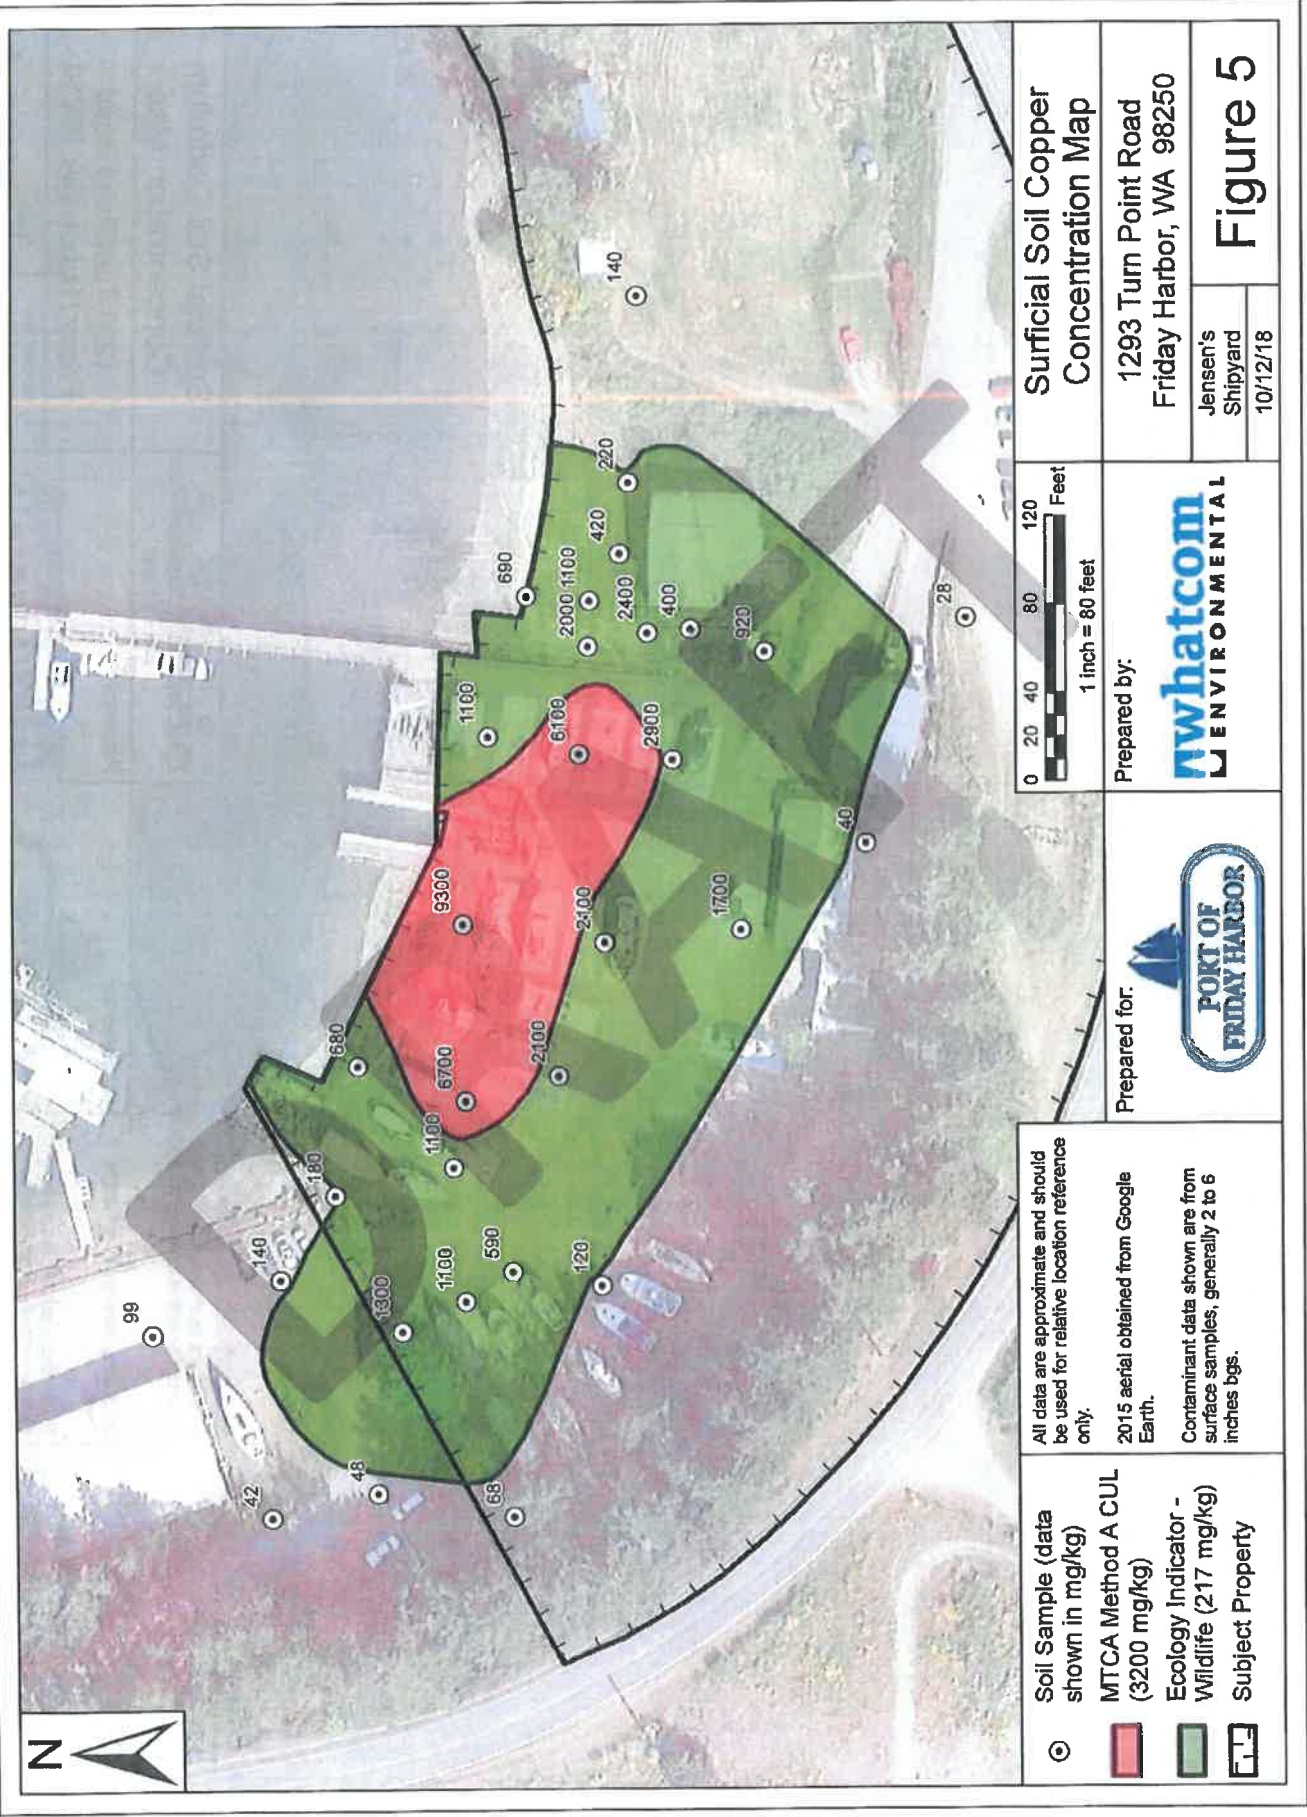 N
99
42
140
48
180
68
1300
680
1100
590
120
1100
6700
2100
9300
2100
1700
40
1100
6100
2900
690
2000
1100
2400
420
400
920
220
28
140
DRAFT
Soil Sample (data
shown in mg/kg)
MTCA Method A CUL
(3200 mg/kg)
Ecology Indicator -
Wildlife (217 mg/kg)
Subject Property
All data are approximate and should
be used for relative location reference
only.
2015 aerial obtained from Google
Earth.
Contaminant data shown are from
surface samples, generally 2 to 6
inches bgs.
Prepared for:
PORT OF
FRIDAY HARBOR
0 20 40 80 120
Feet
1 inch = 80 feet
Prepared by:
whatcom
ENVIRONMENTAL
Surficial Soil Copper
Concentration Map
1293 Turn Point Road
Friday Harbor, WA 98250
Jensen's
Shipyard
10/12/18
Figure 5